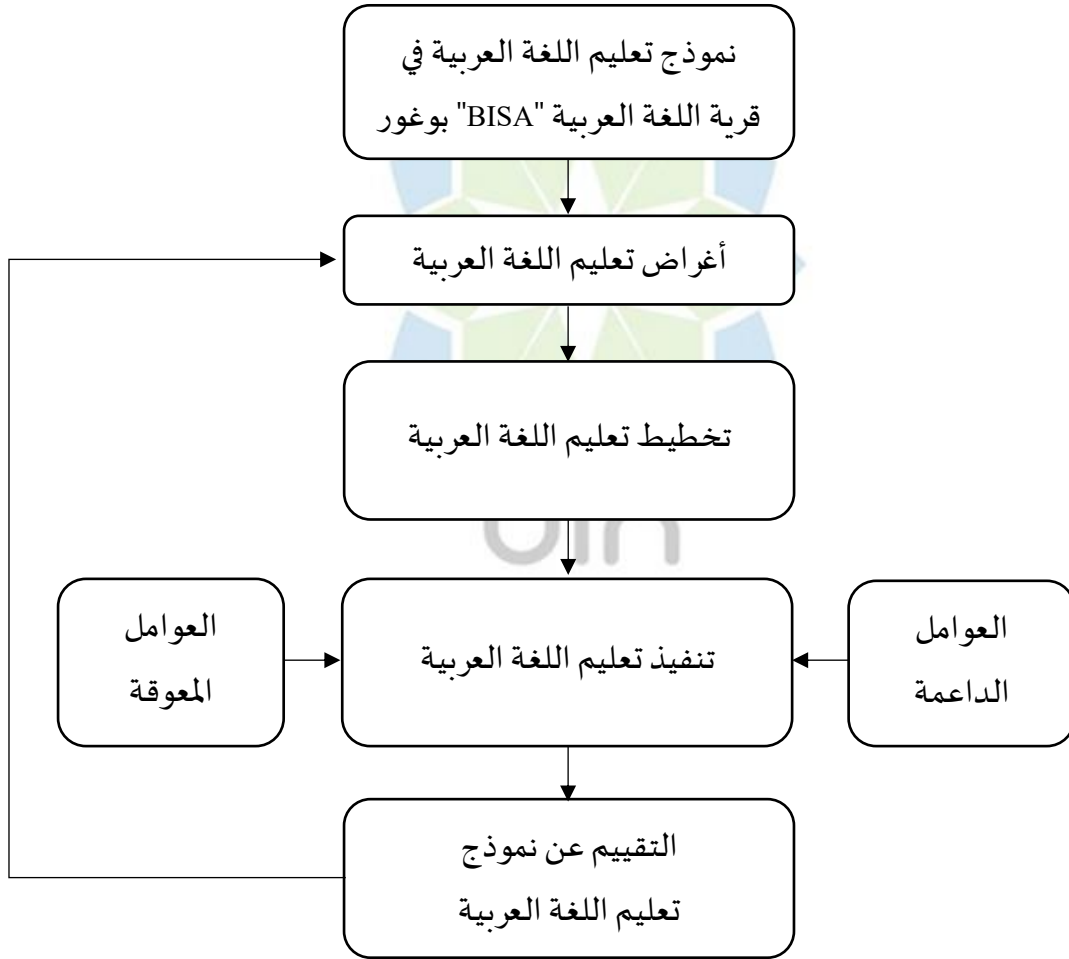 نموذج تعليم اللغة العربية في
قرية اللغة العربية "BISA" بوغور
أغراض تعليم اللغة العربية
تخطيط تعليم اللغة العربية
uin
العوامل
الداعمة
تنفيذ تعليم اللغة العربية
العوامل
المعوقة
التقييم عن نموذج
تعليم اللغة العربية